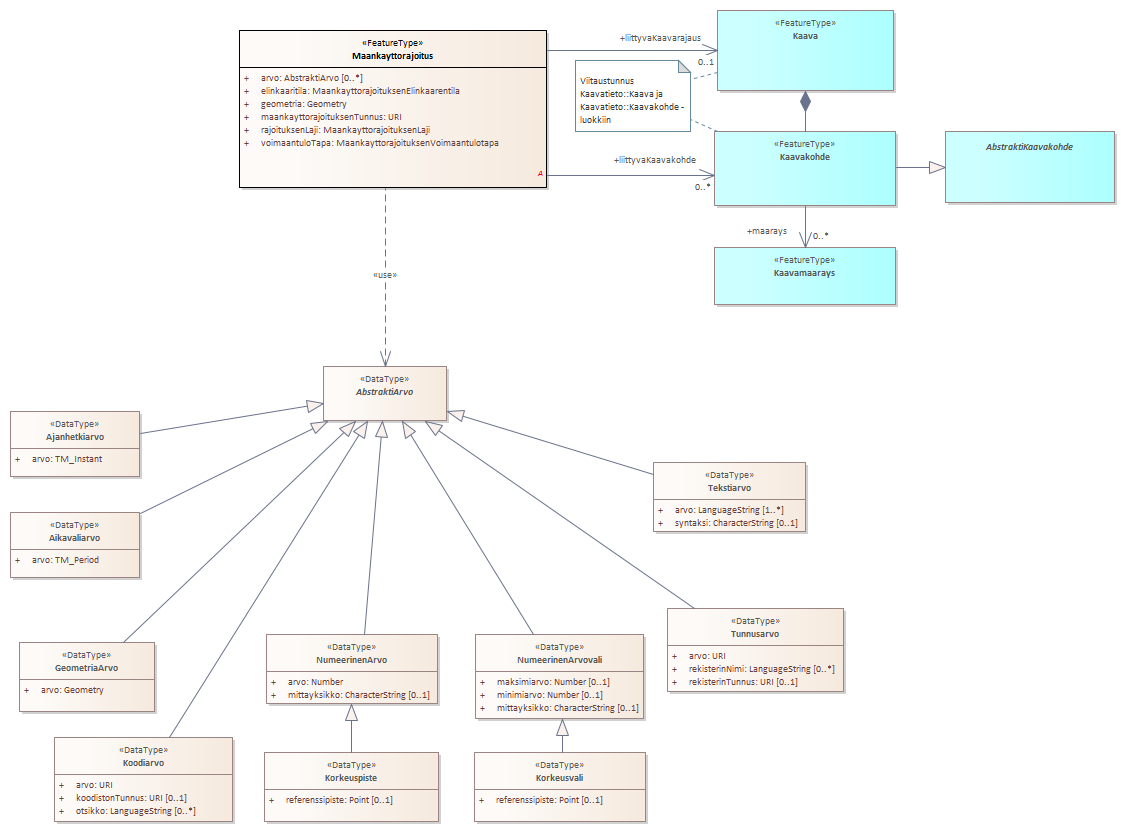 «FeatureType»
Maankayttorajoitus
+ arvo: AbstraktiArvo [0..*]
+ elinkaaritila: MaankayttorajoituksenElinkaarentila
+ geometria: Geometry
+ maankayttorajoituksenTunnus: URI
+ rajoituksenLaji: MaankayttorajoituksenLaji
+ voimaantuloTapa: MaankayttorajoituksenVoimaantulotapa
A
+liittyvaKaavarajaus
0..1
«FeatureType»
Kaava
Viitaustunnus
Kaavatieto::Kaava ja
Kaavatieto::Kaavakohde -
luokkiin
+liittyvaKaavakohde
0..*
«FeatureType»
Kaavakohde
AbstraktiKaavakohde
+maarays
0..*
«FeatureType»
Kaavamaarays
«use»
«DataType»
AbstraktiArvo
«DataType»
Ajanhetkiarvo
+ arvo: TM_Instant
«DataType»
Aikavaliarvo
+ arvo: TM_Period
«DataType»
Tekstiarvo
+ arvo: LanguageString [1..*]
+ syntaksi: CharacterString [0..1]
«DataType»
GeometriaArvo
+ arvo: Geometry
«DataType»
NumeerinenArvo
+ arvo: Number
+ mittayksikko: CharacterString [0..1]
«DataType»
NumeerinenArvovali
+ maksimiarvo: Number [0..1]
+ minimiarvo: Number [0..1]
+ mittayksikko: CharacterString [0..1]
«DataType»
Tunnusarvo
+ arvo: URI
+ rekisterinNimi: LanguageString [0..*]
+ rekisterinTunnus: URI [0..1]
«DataType»
Koodiarvo
+ arvo: URI
+ koodistonTunnus: URI [0..1]
+ otsikko: LanguageString [0..*]
«DataType»
Korkeuspiste
+ referenssipiste: Point [0..1]
«DataType»
Korkeusvali
+ referenssipiste: Point [0..1]